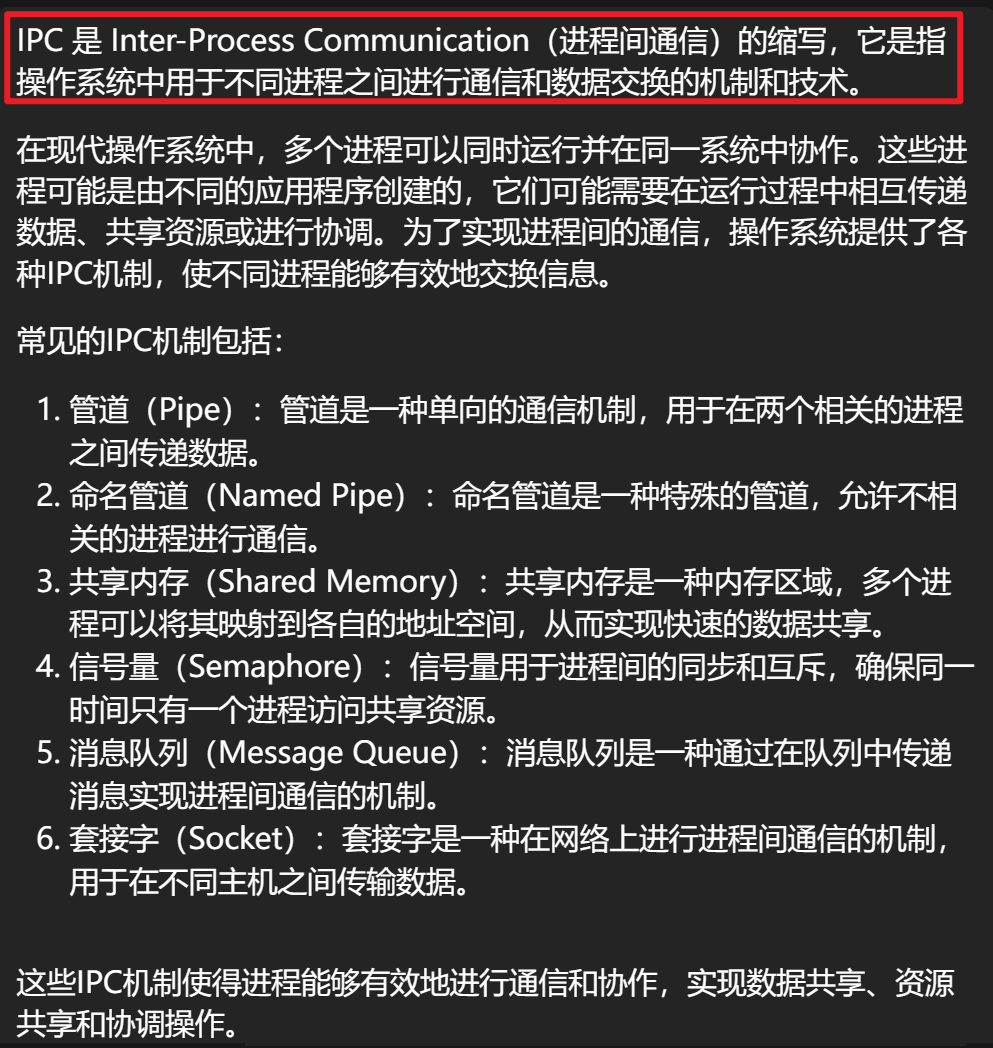 IPC 是 Inter-Process Communication（进程间通信）的缩写，它是指
操作系统中用于不同进程之间进行通信和数据交换的机制和技术。
在现代操作系统中，多个进程可以同时运行并在同一系统中协作。这些进
程可能是由不同的应用程序创建的，它们可能需要在运行过程中相互传递
数据、共享资源或进行协调。为了实现进程间的通信，操作系统提供了各
种IPC机制，使不同进程能够有效地交换信息。
常见的IPC机制包括：
1. 管道（Pipe）：管道是一种单向的通信机制，用于在两个相关的进程
之间传递数据。
2. 命名管道（Named Pipe）：命名管道是一种特殊的管道，允许不相
关的进程进行通信。
3. 共享内存（Shared Memory）：共享内存是一种内存区域，多个进
程可以将其映射到各自的地址空间，从而实现快速的数据共享。
4. 信号量（Semaphore）：信号量用于进程间的同步和互斥，确保同一
时间只有一个进程访问共享资源。
5. 消息队列（Message Queue）：消息队列是一种通过在队列中传递
消息实现进程间通信的机制。
6. 套接字（Socket）：套接字是一种在网络上进行进程间通信的机制，
用于在不同主机之间传输数据。
这些IPC机制使得进程能够有效地进行通信和协作，实现数据共享、资源
共享和协调操作。